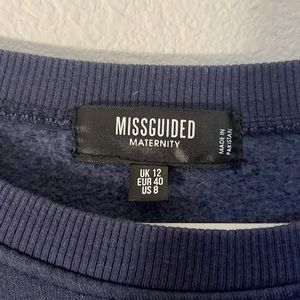 MISSGUIDED
MATERNITY
MADE IN
PAKISTAN
UK 12
EUR 40
US 8